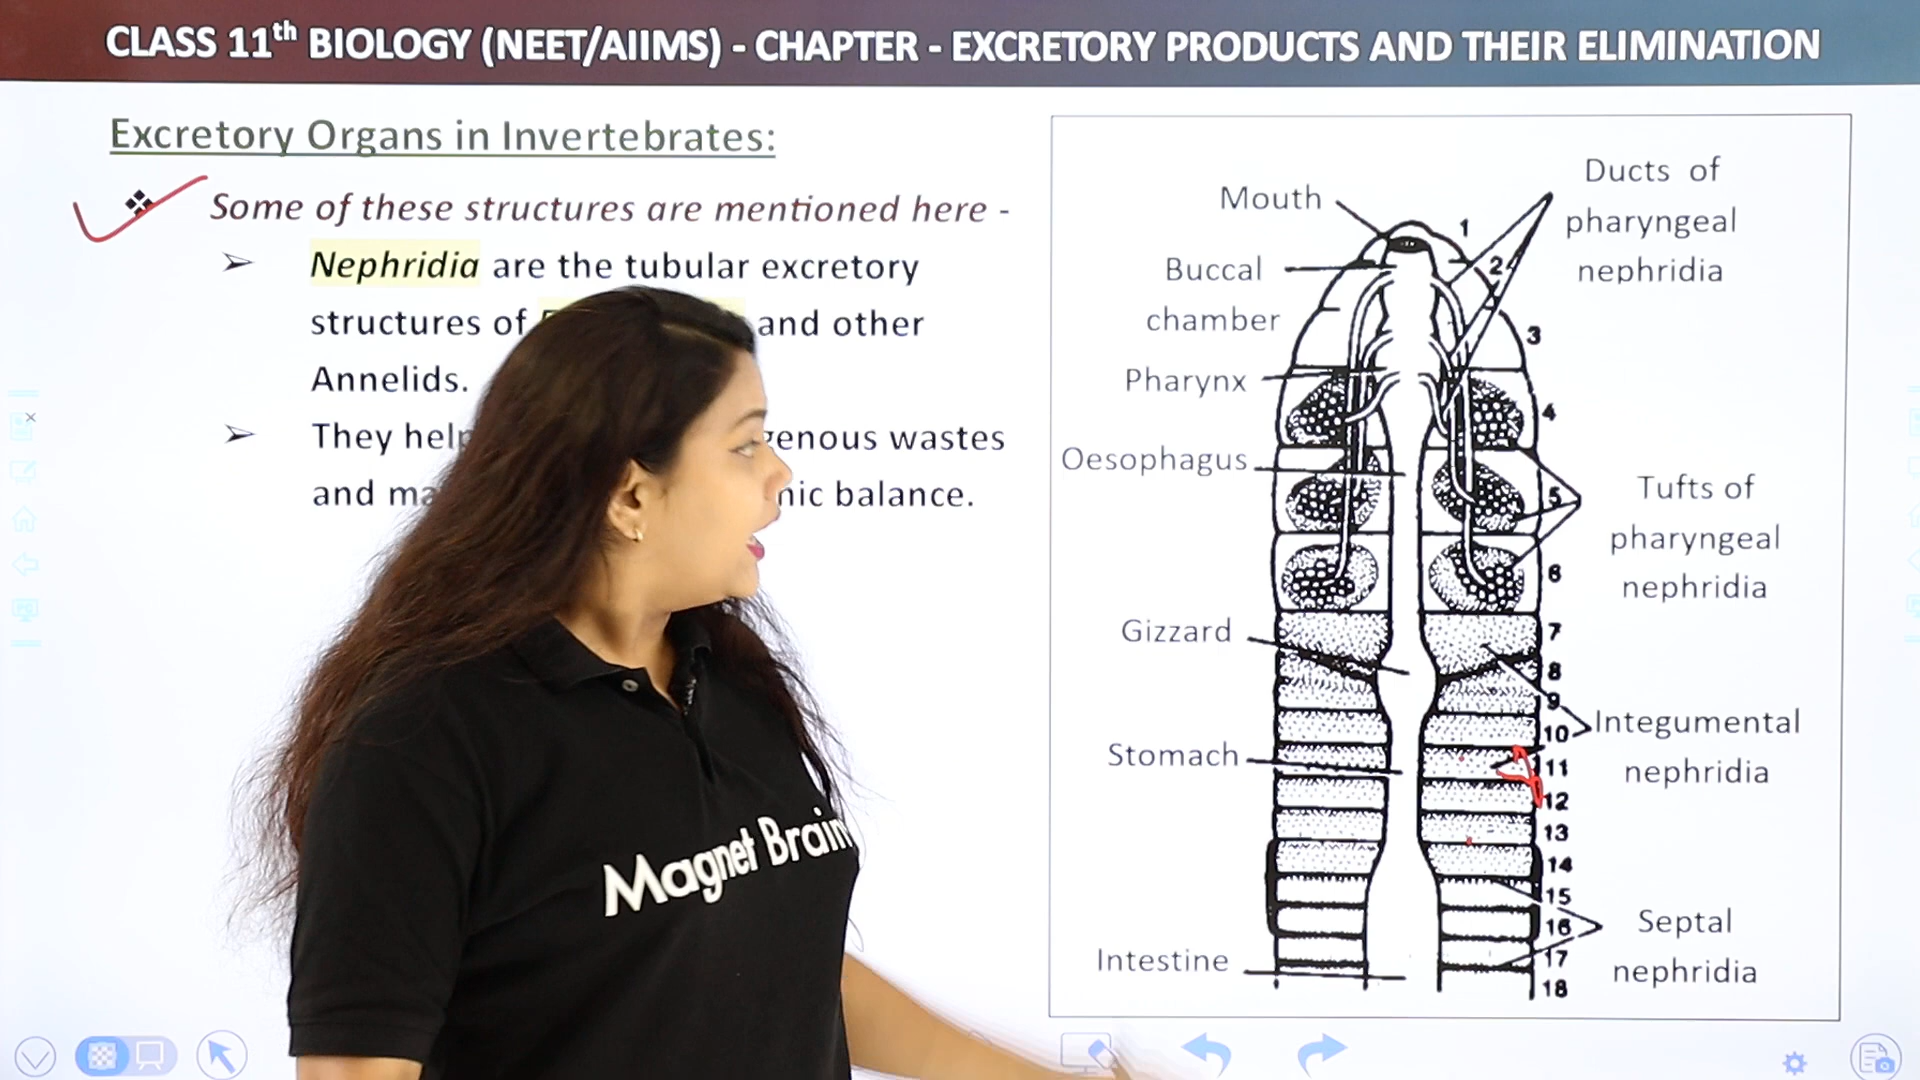 CLASS 11th BIOLOGY (NEET/AIIMS) - CHAPTER - EXCRETORY PRODUCTS AND THEIR ELIMINATION
Excretory Organs in Invertebrates:
Some of these structures are mentioned here -
Nephridia are the tubular excretory
structures of and other
Annelids.
They help genous wastes
and ma nic balance.
Mouth
Buccal
chamber
Pharynx
Oesophagus
Gizzard
Stomach
Intestine
Ducts of
pharyngeal
nephridia
Tufts of
pharyngeal
nephridia
Integumental
nephridia
Septal
nephridia
1
2
3
4
5
6
7
8
9
10
11
12
13
14
15
16
17
18
Magnet Brain